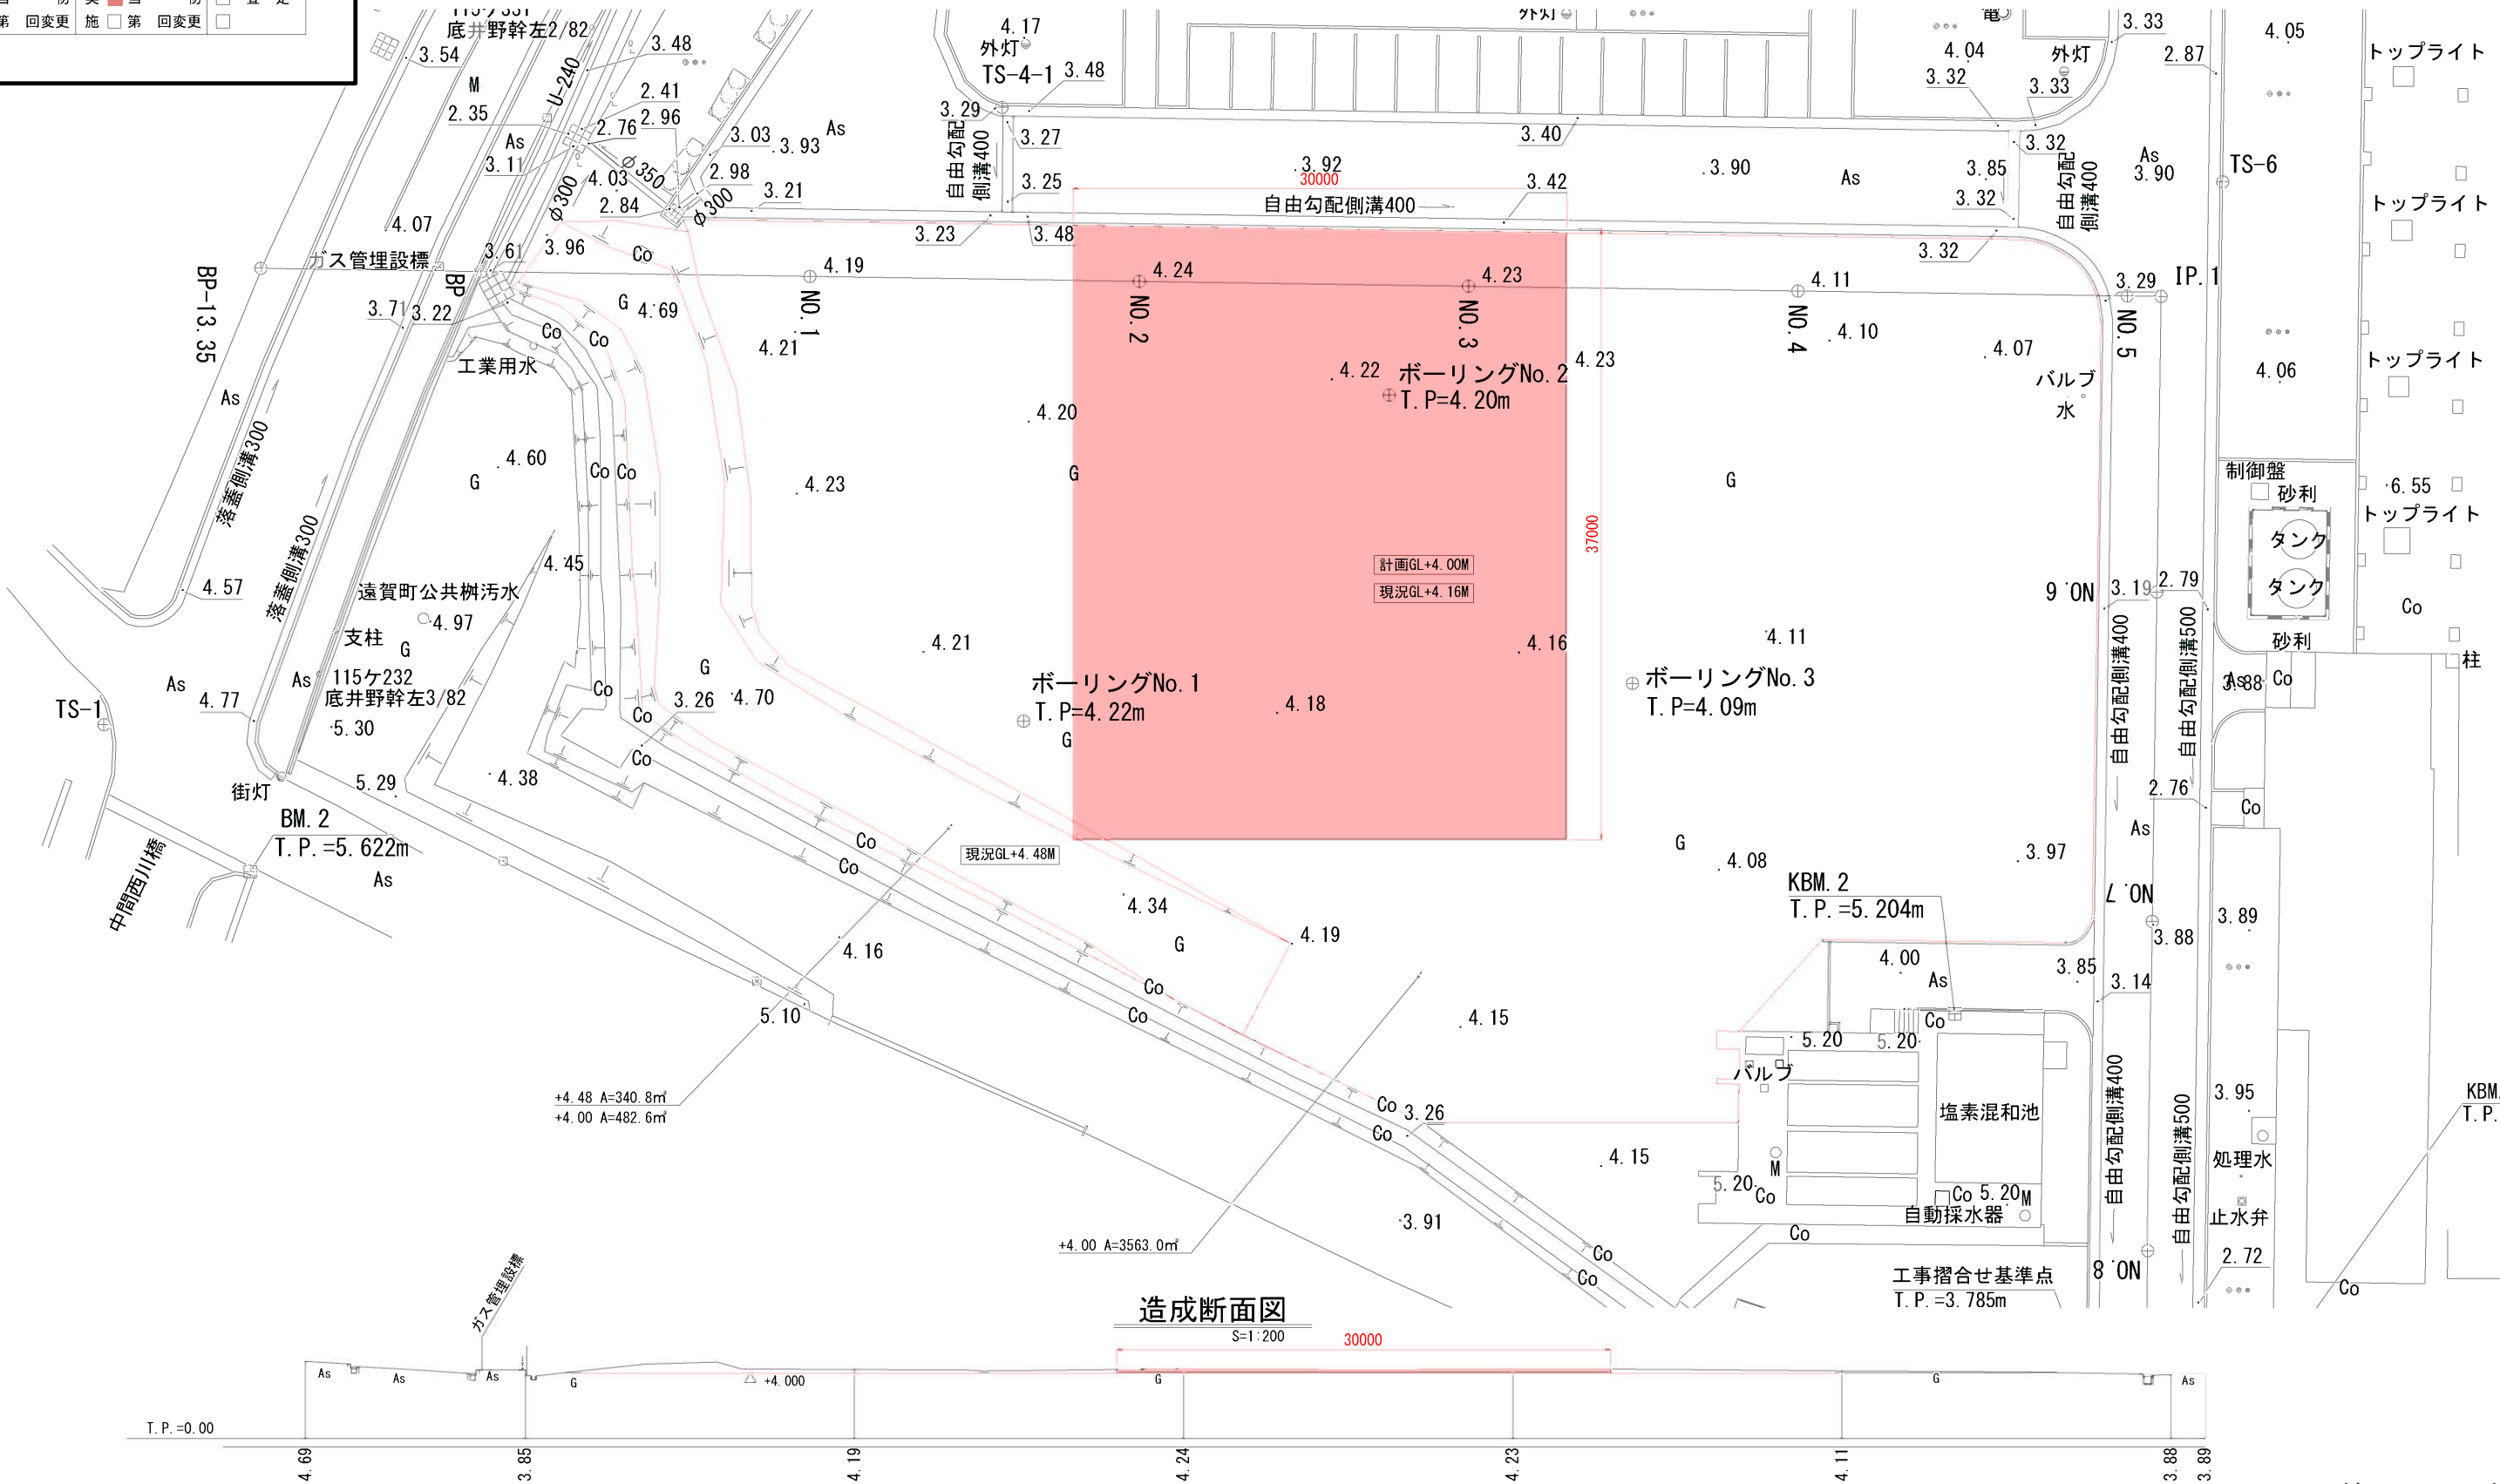 第 回変更 施 第 回変更
底井野幹左2/82
3.54
3.48
M
U-240
2.35
2.41
2.96
2.76
As
3.11
φ350
φ300
4.03
3.03
3.93
As
2.98
2.84
φ300
3.21
4.07
4.17
外灯
TS-4-1
3.48
3.29
自由勾配
側溝400
3.27
3.25
3.40
3.92
30000
3.42
自由勾配側溝400
3.23
3.48
3.90
As
4.04
3.32
外灯
3.33
3.33
3.32
3.85
3.32
自由勾配
側溝400
As
3.90
2.87
4.05
トップライト
TS-6
トップライト
3.32
BP-13.35
ガス管埋設標
BP
3.61
3.96
Co
G
4.69
3.71
3.22
Co
Co
工業用水
4.19
NO.1
4.21
4.24
NO.2
4.23
NO.3
4.11
NO.4
4.10
3.29
IP.1
NO.5
4.07
バルブ
水
4.22
ボーリングNo.2
T.P=4.20m
4.23
4.20
トップライト
4.06
As
落蓋側溝300
落蓋側溝300
4.60
G
Co
Co
4.23
G
G
制御盤
砂利
6.55
トップライト
タンク
タンク
砂利
Co
柱
4.45
4.57
遠賀町公共桝汚水
4.97
支柱
G
115ケ232
底井野幹左3/82
As
5.30
As
4.77
TS-1
37000
計画GL+4.00M
現況GL+4.16M
NO.6
3.19
2.79
自由勾配側溝400
自由勾配側溝500
4.21
4.16
4.11
G
4.70
3.26
Co
Co
Co
ボーリングNo.1
T.P=4.22m
G
4.18
ボーリングNo.3
T.P=4.09m
As
3.88
Co
2.76
Co
As
街灯
5.29
4.38
BM.2
T.P.=5.622m
As
中間西川橋
Co
Co
現況GL+4.48M
4.34
G
4.19
4.16
5.10
G
4.08
3.97
KBM.2
T.P.=5.204m
NO.7
3.88
3.89
4.00
As
3.85
3.14
Co
Co
4.15
Co
5.20
5.20
バルブ
塩素混和池
3.95
KBM.
T.P.
+4.48 A=340.8㎡
+4.00 A=482.6㎡
Co
3.26
Co
4.15
M
5.20
Co
Co
5.20
M
自動採水器
自由勾配側溝400
自由勾配側溝500
処理水
止水弁
3.91
+4.00 A=3563.0㎡
Co
Co
Co
2.72
NO.8
工事摺合せ基準点
T.P.=3.785m
Co
ガス管埋設標
造成断面図
S=1:200
30000
As
As
As
G
+4.000
G
G
As
T.P.=0.00
4.69
3.85
4.19
4.24
4.23
4.11
3.88
3.89